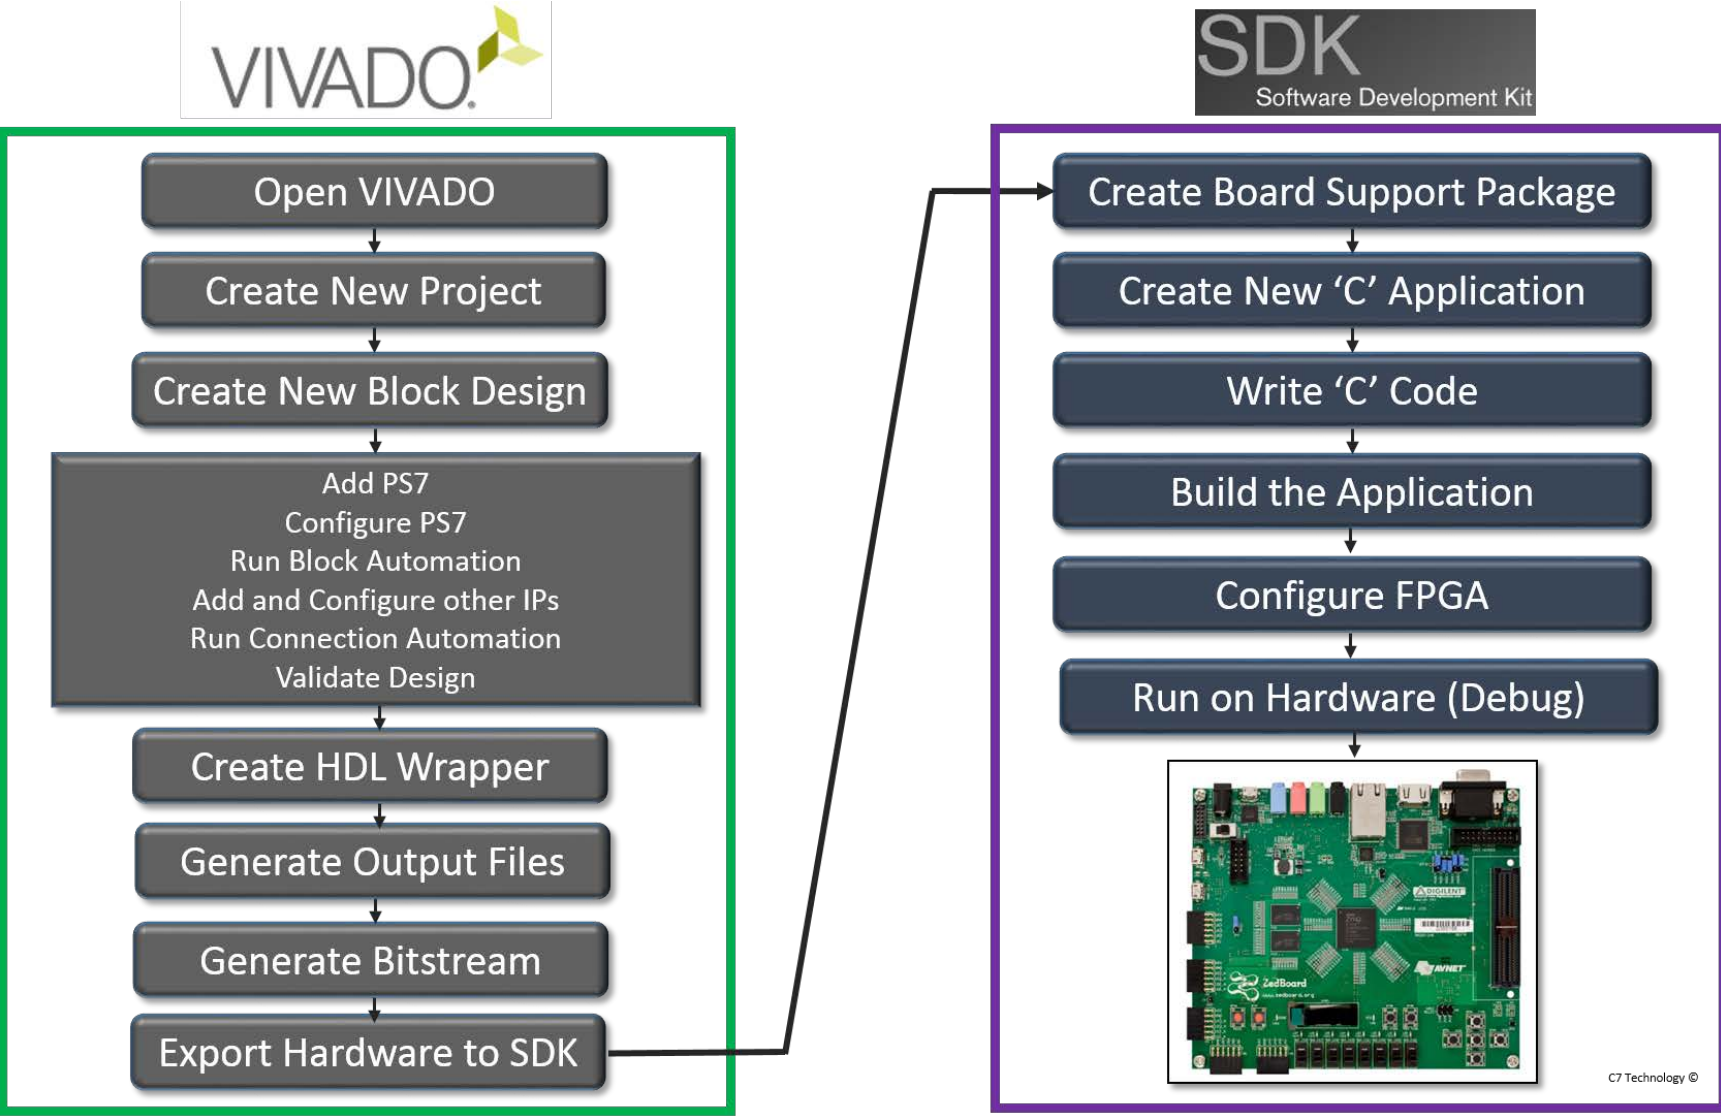 VIVADO.
Open VIVADO
Create New Project
Create New Block Design
Add PS7
Configure PS7
Run Block Automation
Add and Configure other IPs
Run Connection Automation
Validate Design
Create HDL Wrapper
Generate Output Files
Generate Bitstream
Export Hardware to SDK
SDK
Software Development Kit
Create Board Support Package
Create New ‘C’ Application
Write ‘C’ Code
Build the Application
Configure FPGA
Run on Hardware (Debug)
DIGILENT
AVNET
ZedBoard
www.zedboard.org
C7 Technology ©